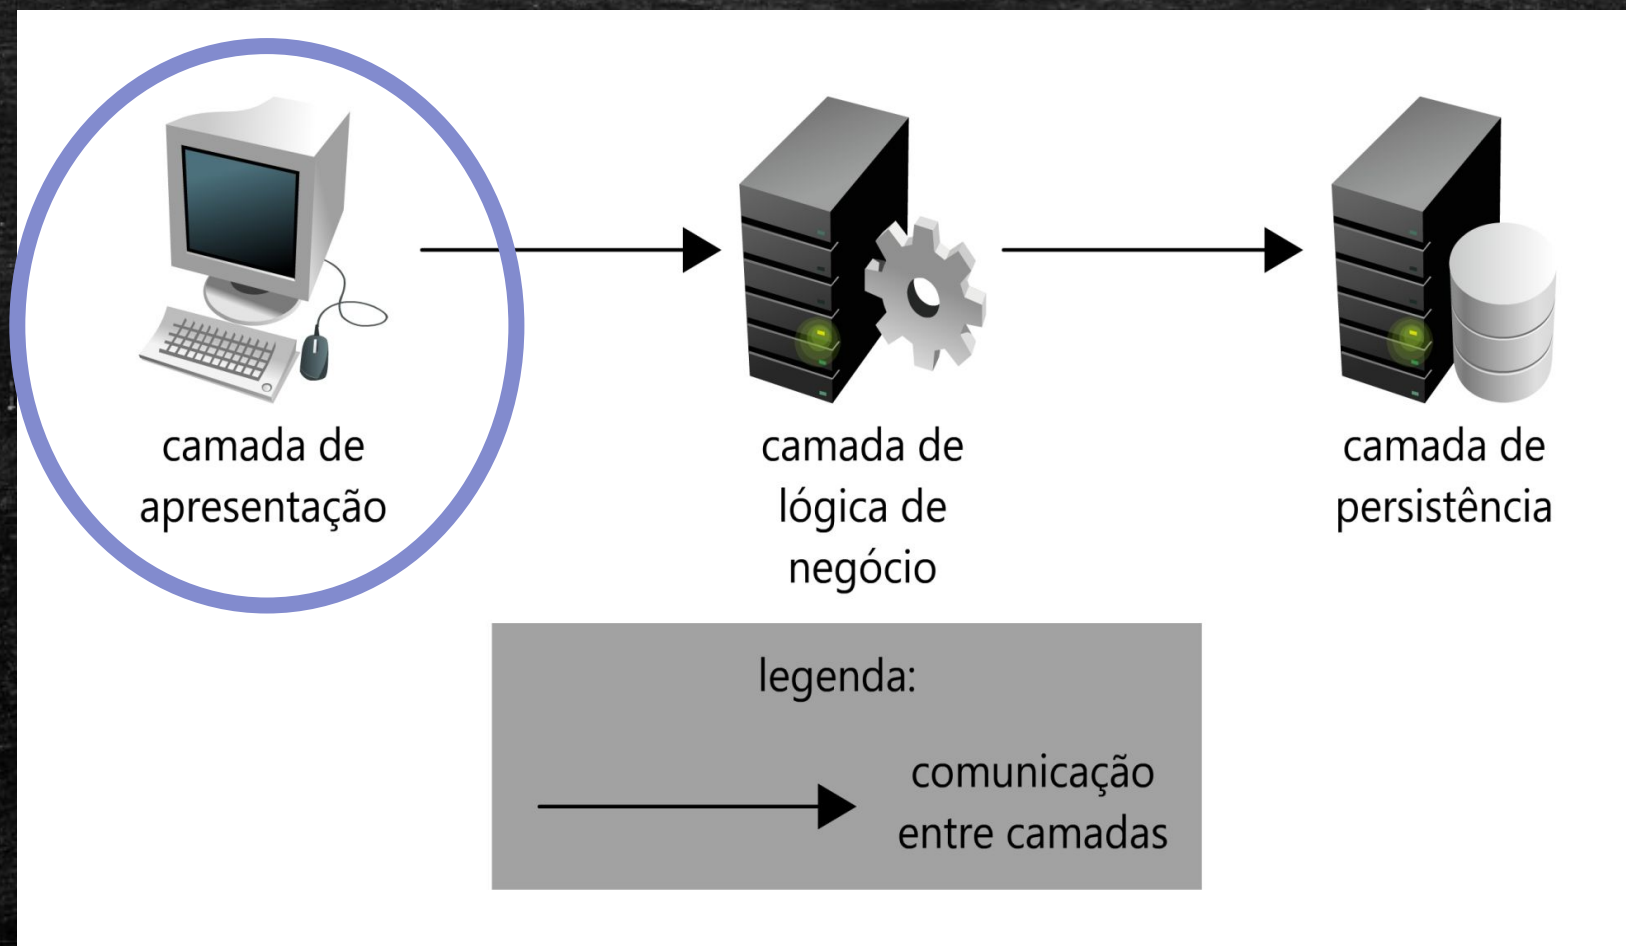 camada de
apresentação
camada de
lógica de
negócio
camada de
persistência
legenda:
comunicação
entre camadas